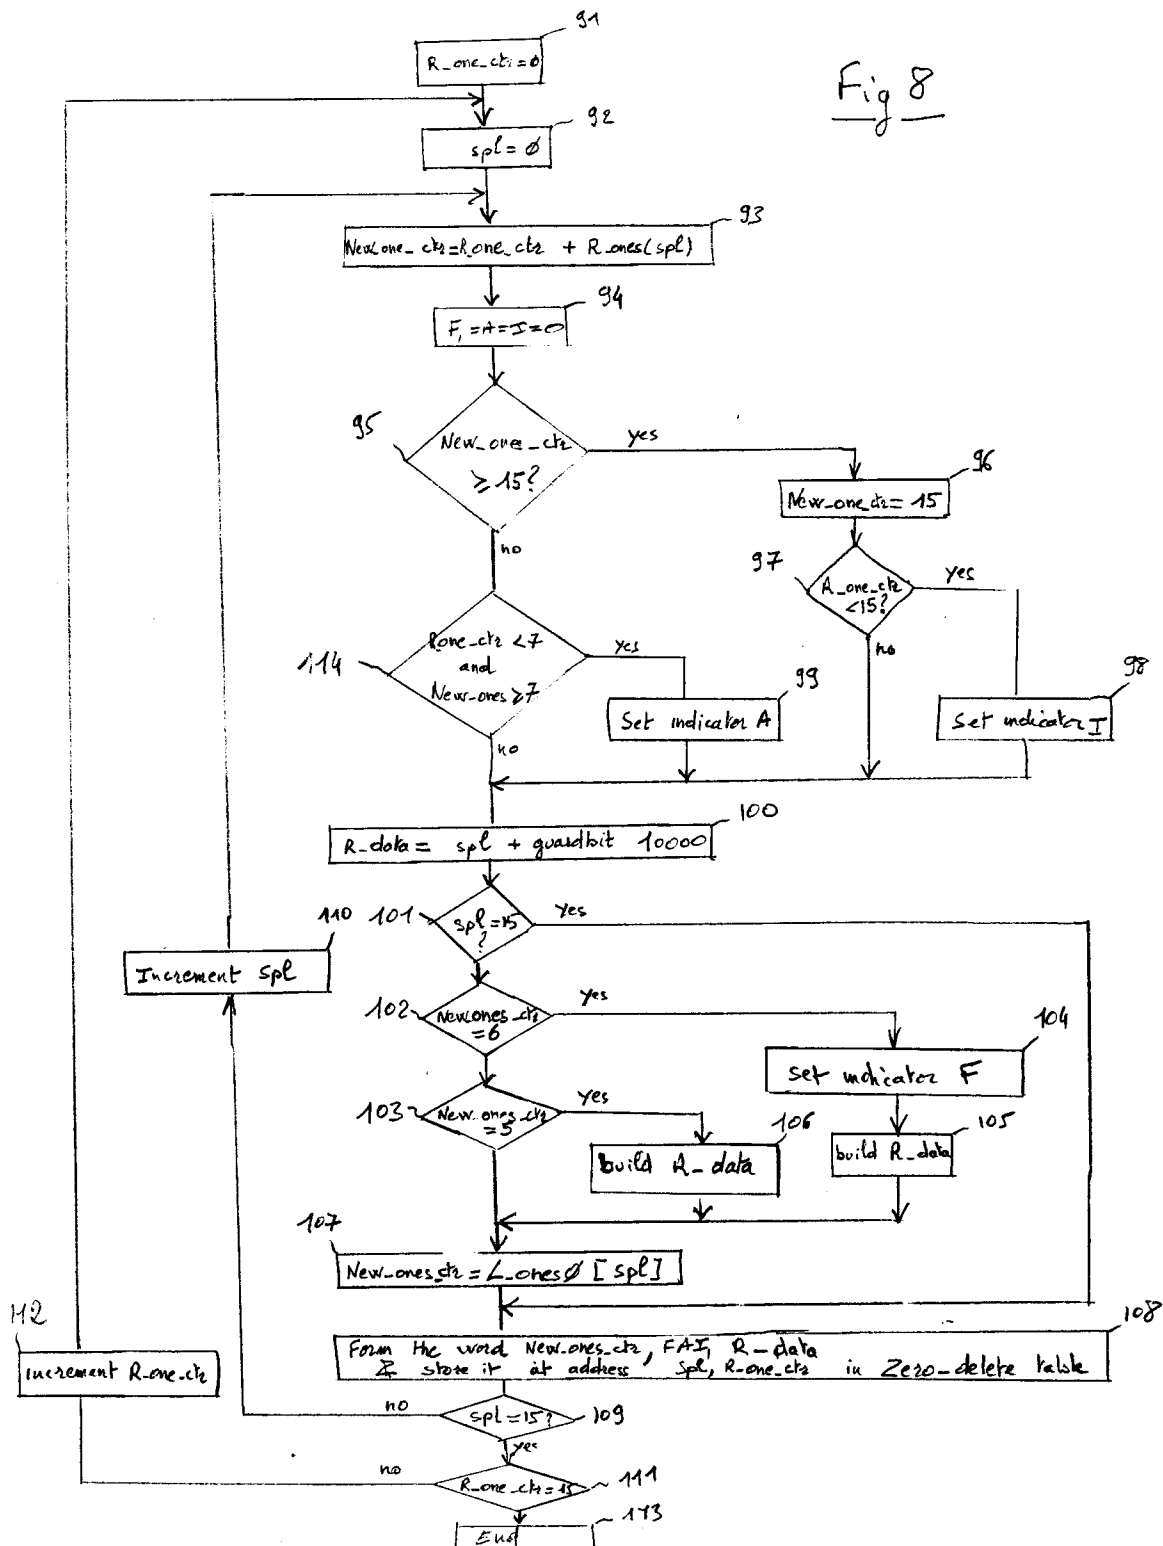 91
R_one_ctr=0
Fig 8
92
spl=0
93
New_one_ctr=R_one_ctr + R_ones(spl)
94
F,=A=I=0
95
New_one_ctr
≥15?
yes
96
New_one_ctr=15
no
97
R_one_ctr
<15?
yes
no
114
R_one_ctr<7
and
New_ones≥7
yes
99
98
Set indicator A
Set indicator I
no
100
R_data= spl + guardbit 10000
110
101
spl=15
?
Yes
Increment Spl
102
New_ones_ctr
=6
Yes
104
Set indicator F
103
New_ones_ctr
=5
Yes
106
105
build R_data
build R_data
107
New_ones_ctr=L_ones0 [spl]
112
108
Form the word New_ones_ctr, FAI, R_data
& store it at address Spl, R_one_ctr in Zero_delete table
increment R_one_ctr
no
spl=15?
109
yes
no
R_one_ctr=15
111
113
End